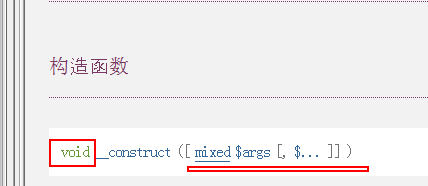 构造函数
void __construct ([ mixed $args [, $... ]] )